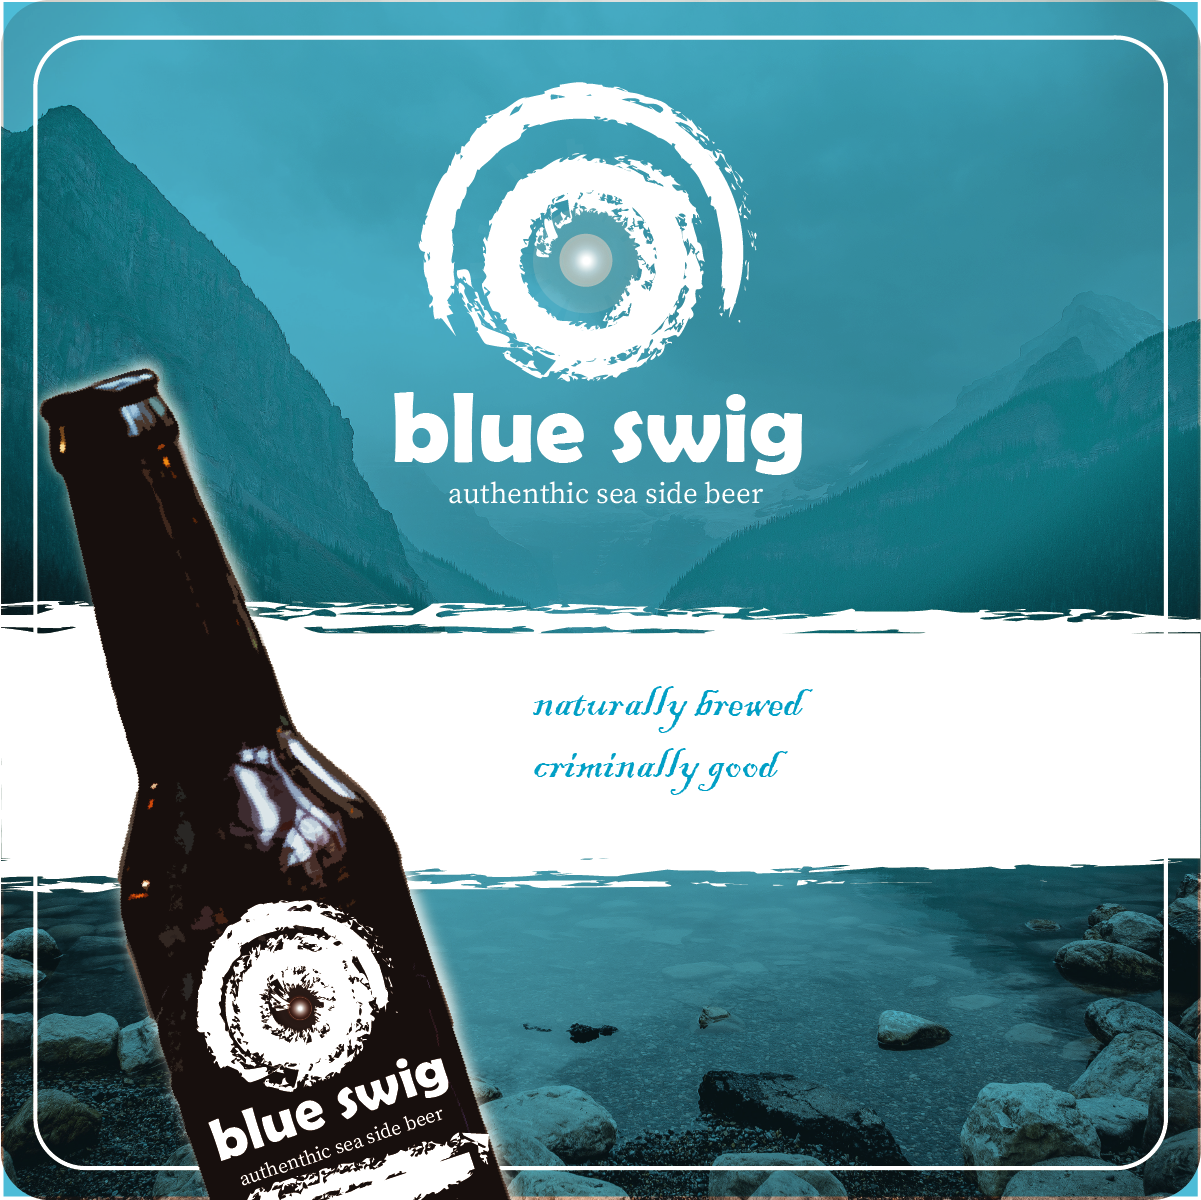 blue swig
authenthic sea side beer
naturally brewed
criminally good
blue swig
authenthic sea side beer